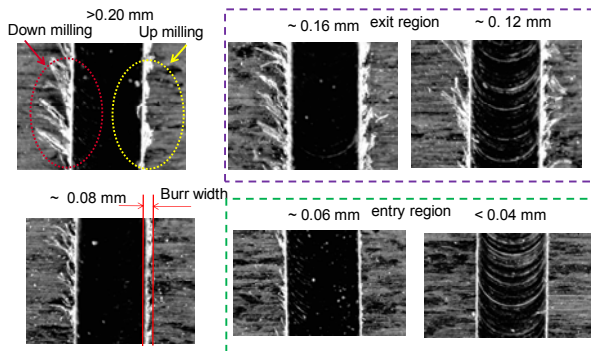 >0.20 mm
Down milling
Up milling
~ 0.16 mm
exit region
~ 0. 12 mm
~ 0.08 mm
Burr width
~ 0.06 mm
entry region
< 0.04 mm